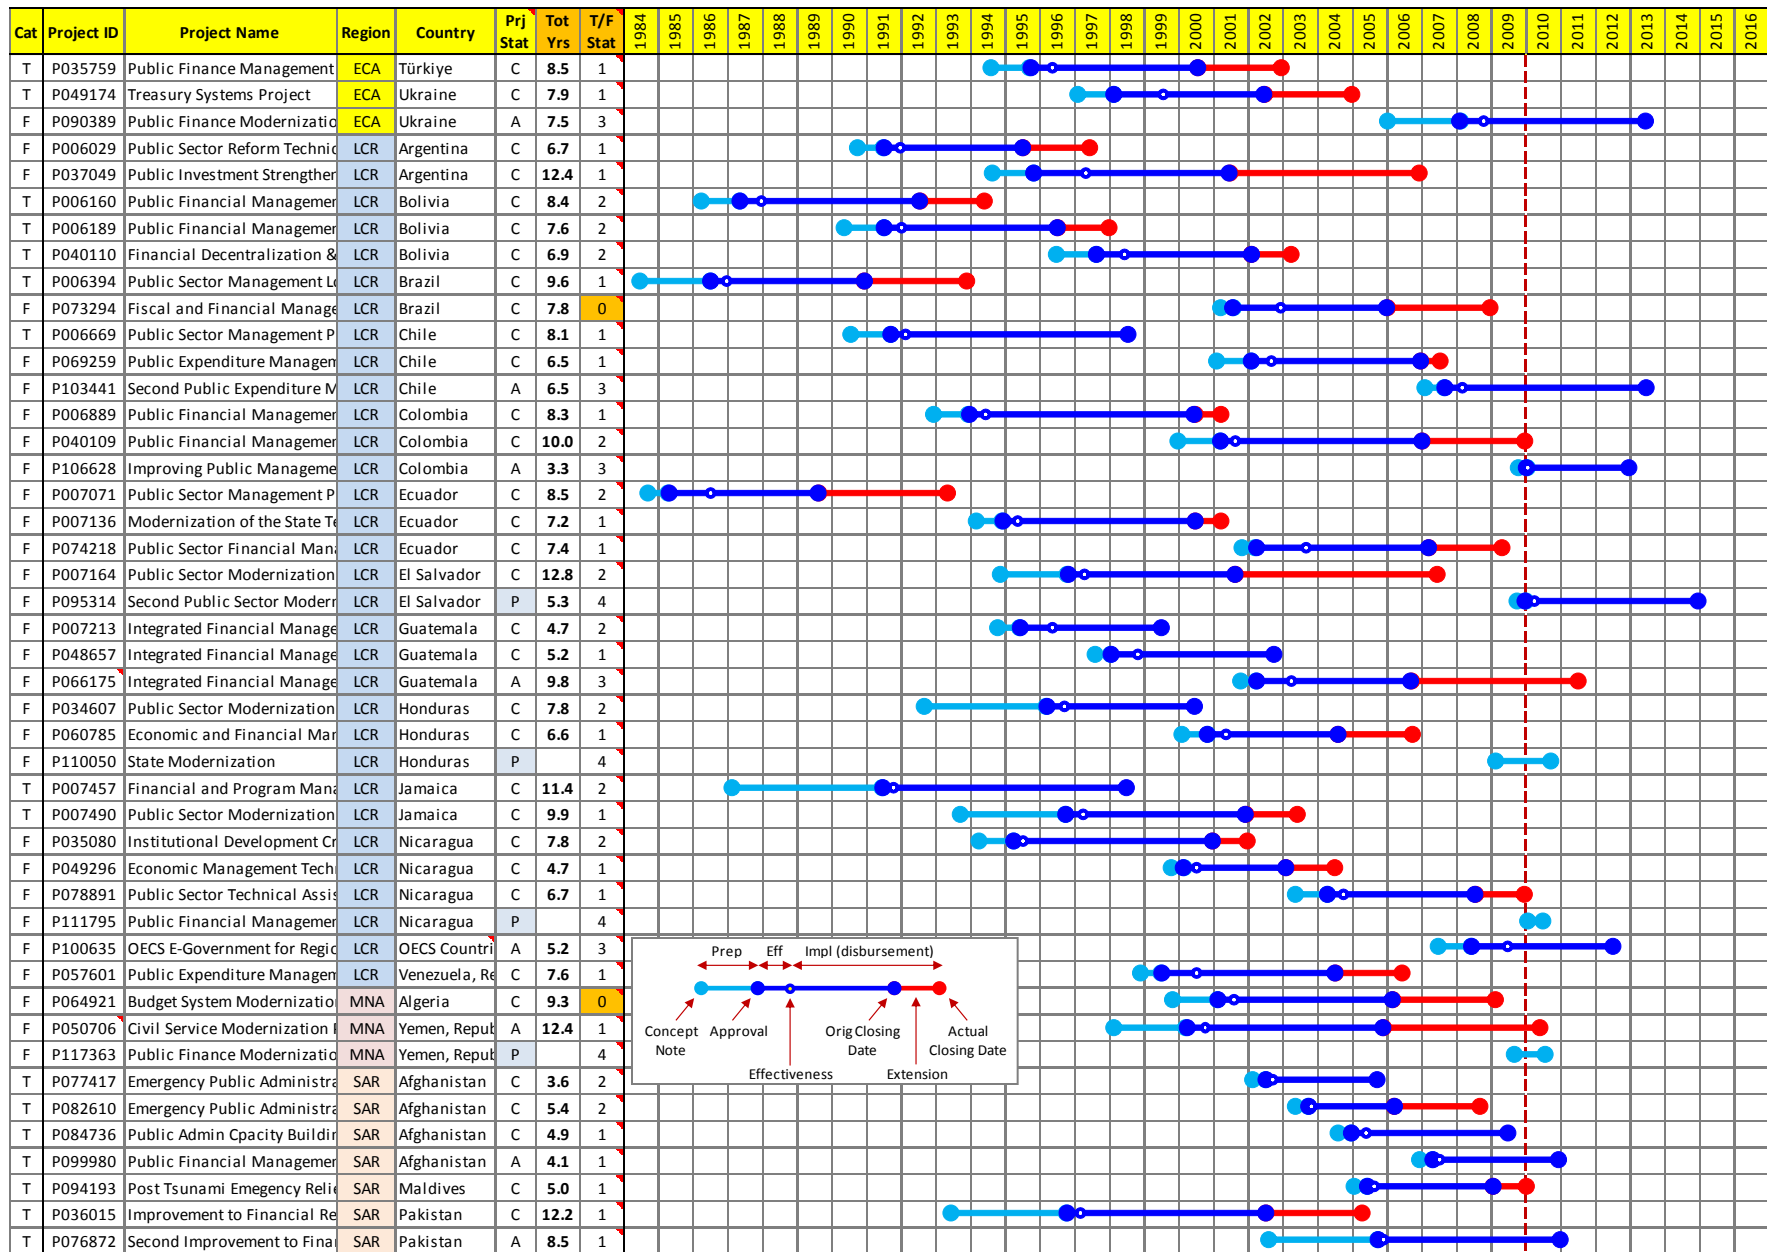 Cat Project ID Project Name Region Country Prj Stat Tot Yrs T/F Stat 1984 1985 1986 1987 1988 1989 1990 1991 1992 1993 1994 1995 1996 1997 1998 1999 2000 2001 2002 2003 2004 2005 2006 2007 2008 2009 2010 2011 2012 2013 2014 2015 2016
T P035759 Public Finance Management ECA Türkiye C 8.5 1
T P049174 Treasury Systems Project ECA Ukraine C 7.9 1
F P090389 Public Finance Modernizatio ECA Ukraine A 7.5 3
F P006029 Public Sector Reform Technic LCR Argentina C 6.7 1
F P037049 Public Investment Strengther LCR Argentina C 12.4 1
T P006160 Public Financial Managemer LCR Bolivia C 8.4 2
T P006189 Public Financial Managemer LCR Bolivia C 7.6 2
T P040110 Financial Decentralization & LCR Bolivia C 6.9 2
T P006394 Public Sector Management Lo LCR Brazil C 9.6 1
F P073294 Fiscal and Financial Manage LCR Brazil C 7.8 0
T P006669 Public Sector Management P LCR Chile C 8.1 1
F P069259 Public Expenditure Managem LCR Chile C 6.5 1
F P103441 Second Public Expenditure M LCR Chile A 6.5 3
F P006889 Public Financial Managemer LCR Colombia C 8.3 1
F P040109 Public Financial Managemer LCR Colombia C 10.0 2
F P106628 Improving Public Manageme LCR Colombia A 3.3 3
F P007071 Public Sector Management P LCR Ecuador C 8.5 2
F P007136 Modernization of the State Te LCR Ecuador C 7.2 1
F P074218 Public Sector Financial Mana LCR Ecuador C 7.4 1
F P007164 Public Sector Modernization LCR El Salvador C 12.8 2
F P095314 Second Public Sector Modern LCR El Salvador P 5.3 4
F P007213 Integrated Financial Manage LCR Guatemala C 4.7 2
F P048657 Integrated Financial Manage LCR Guatemala C 5.2 1
F P066175 Integrated Financial Manage LCR Guatemala A 9.8 3
F P034607 Public Sector Modernization LCR Honduras C 7.8 2
F P060785 Economic and Financial Mar LCR Honduras C 6.6 1
F P110050 State Modernization LCR Honduras P 4
T P007457 Financial and Program Mana LCR Jamaica C 11.4 2
T P007490 Public Sector Modernization LCR Jamaica C 9.9 1
F P035080 Institutional Development Cr LCR Nicaragua C 7.8 2
F P049296 Economic Management Techn LCR Nicaragua C 4.7 1
F P078891 Public Sector Technical Assis LCR Nicaragua C 6.7 1
F P111795 Public Financial Managemer LCR Nicaragua P 4
F P100635 OECS E-Government for Regio LCR OECS Countri A 5.2 3
F P057601 Public Expenditure Managem LCR Venezuela, Re C 7.6 1
F P064921 Budget System Modernizatio MNA Algeria C 9.3 0
F P050706 Civil Service Modernization MNA Yemen, Repub A 12.4 1
F P117363 Public Finance Modernizatio MNA Yemen, Repub P 4
T P077417 Emergency Public Administra SAR Afghanistan C 3.6 2
T P082610 Emergency Public Administra SAR Afghanistan C 5.4 2
T P084736 Public Admin Cpacity Buildin SAR Afghanistan C 4.9 1
T P099980 Public Financial Managemer SAR Afghanistan A 4.1 1
T P094193 Post Tsunami Emegency Relie SAR Maldives C 5.0 1
T P036015 Improvement to Financial Re SAR Pakistan C 12.2 1
T P076872 Second Improvement to Finan SAR Pakistan A 8.5 1
Prep Eff Impl (disbursement)
Concept Note
Approval
Orig Closing Date
Actual Closing Date
Effectiveness
Extension